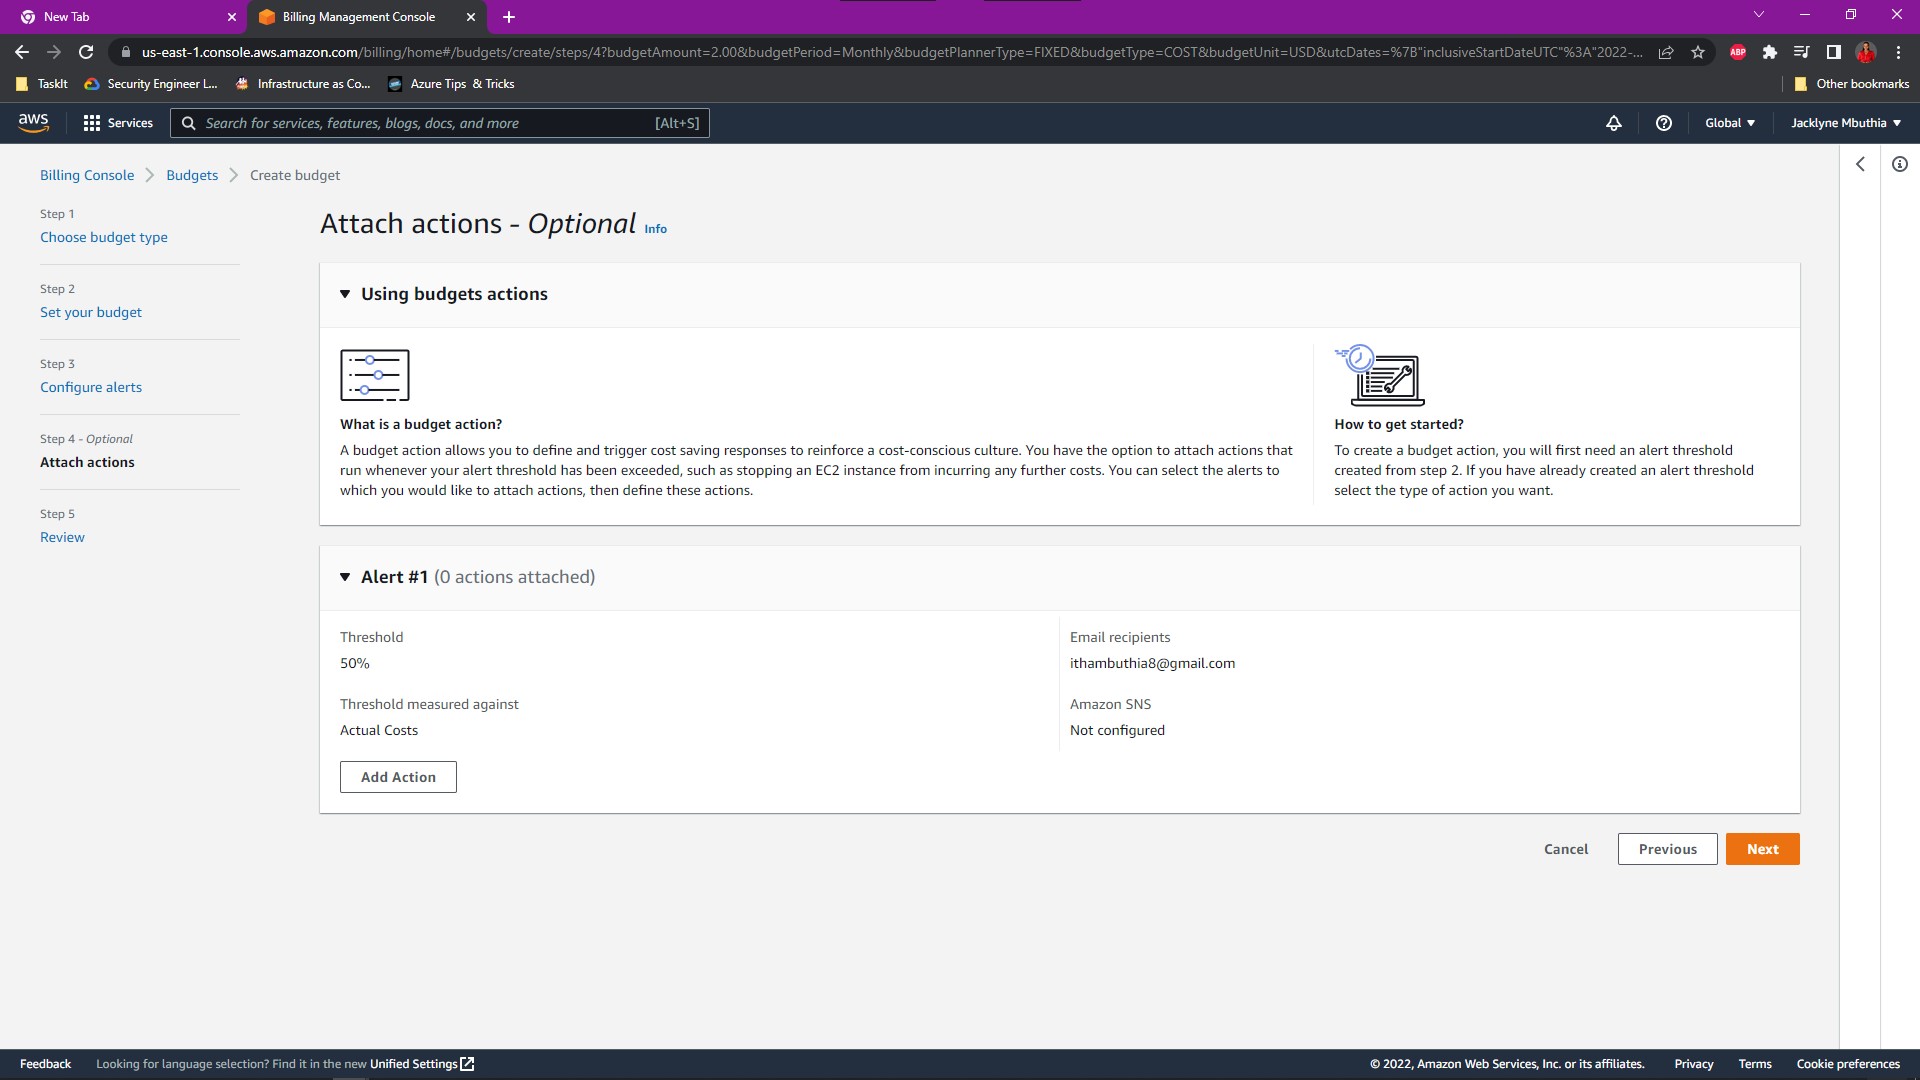 New Tab
Billing Management Console
us-east-1.console.aws.amazon.com/billing/home#/budgets/create/steps/4?budgetAmount=2.00&budgetPeriod=Monthly&budgetPlannerType=FIXED&budgetType=COST&budgetUnit=USD&utcDates=%7B"inclusiveStartDateUTC"%3A"2022-...
ABP
TaskIt
Security Engineer L...
Infrastructure as Co...
Azure Tips & Tricks
Other bookmarks
aws
Services
Search for services, features, blogs, docs, and more
[Alt+S]
Global
Jacklyne Mbuthia
Billing Console
Budgets
Create budget
Step 1
Choose budget type
Step 2
Set your budget
Step 3
Configure alerts
Step 4 - Optional
Attach actions
Step 5
Review
Attach actions - Optional Info
Using budgets actions
What is a budget action?
A budget action allows you to define and trigger cost saving responses to reinforce a cost-conscious culture. You have the option to attach actions that
run whenever your alert threshold has been exceeded, such as stopping an EC2 instance from incurring any further costs. You can select the alerts to
which you would like to attach actions, then define these actions.
How to get started?
To create a budget action, you will first need an alert threshold
created from step 2. If you have already created an alert threshold
select the type of action you want.
Alert #1 (0 actions attached)
Threshold
50%
Threshold measured against
Actual Costs
Email recipients
ithambuthia8@gmail.com
Amazon SNS
Not configured
Add Action
Cancel
Previous
Next
Feedback
Looking for language selection? Find it in the new Unified Settings
© 2022, Amazon Web Services, Inc. or its affiliates.
Privacy
Terms
Cookie preferences